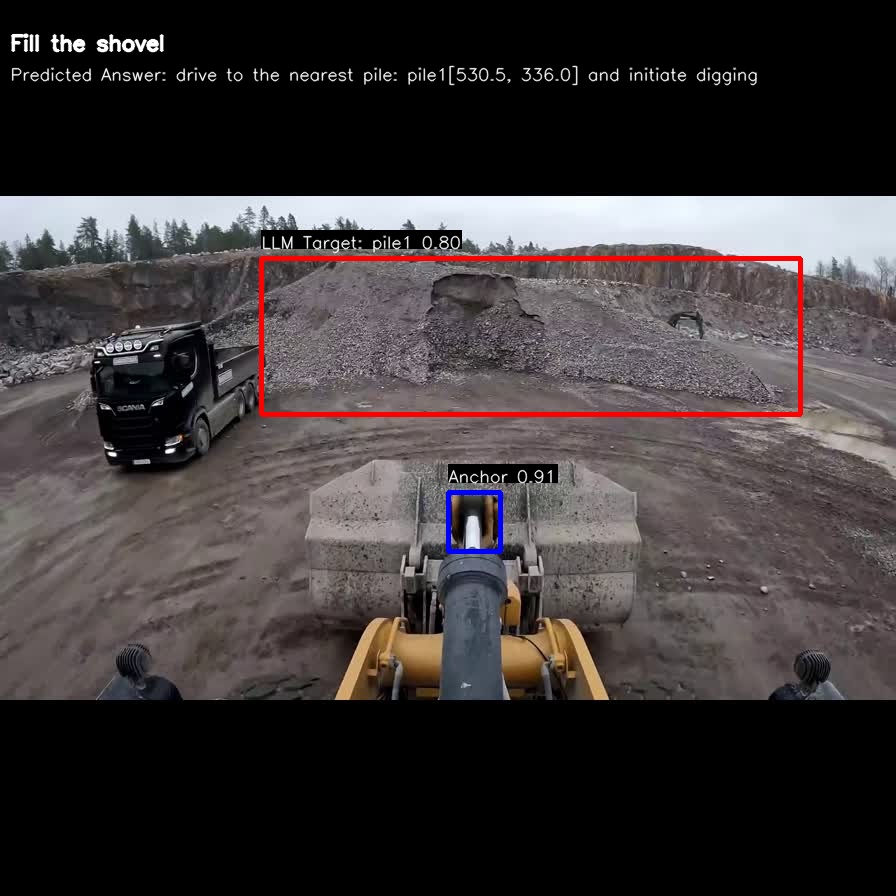 Fill the shovel
Predicted Answer: drive to the nearest pile: pile1[530.5, 336.0] and initiate digging
LLM Target: pile1 0.80
SCANIA
Anchor 0.91